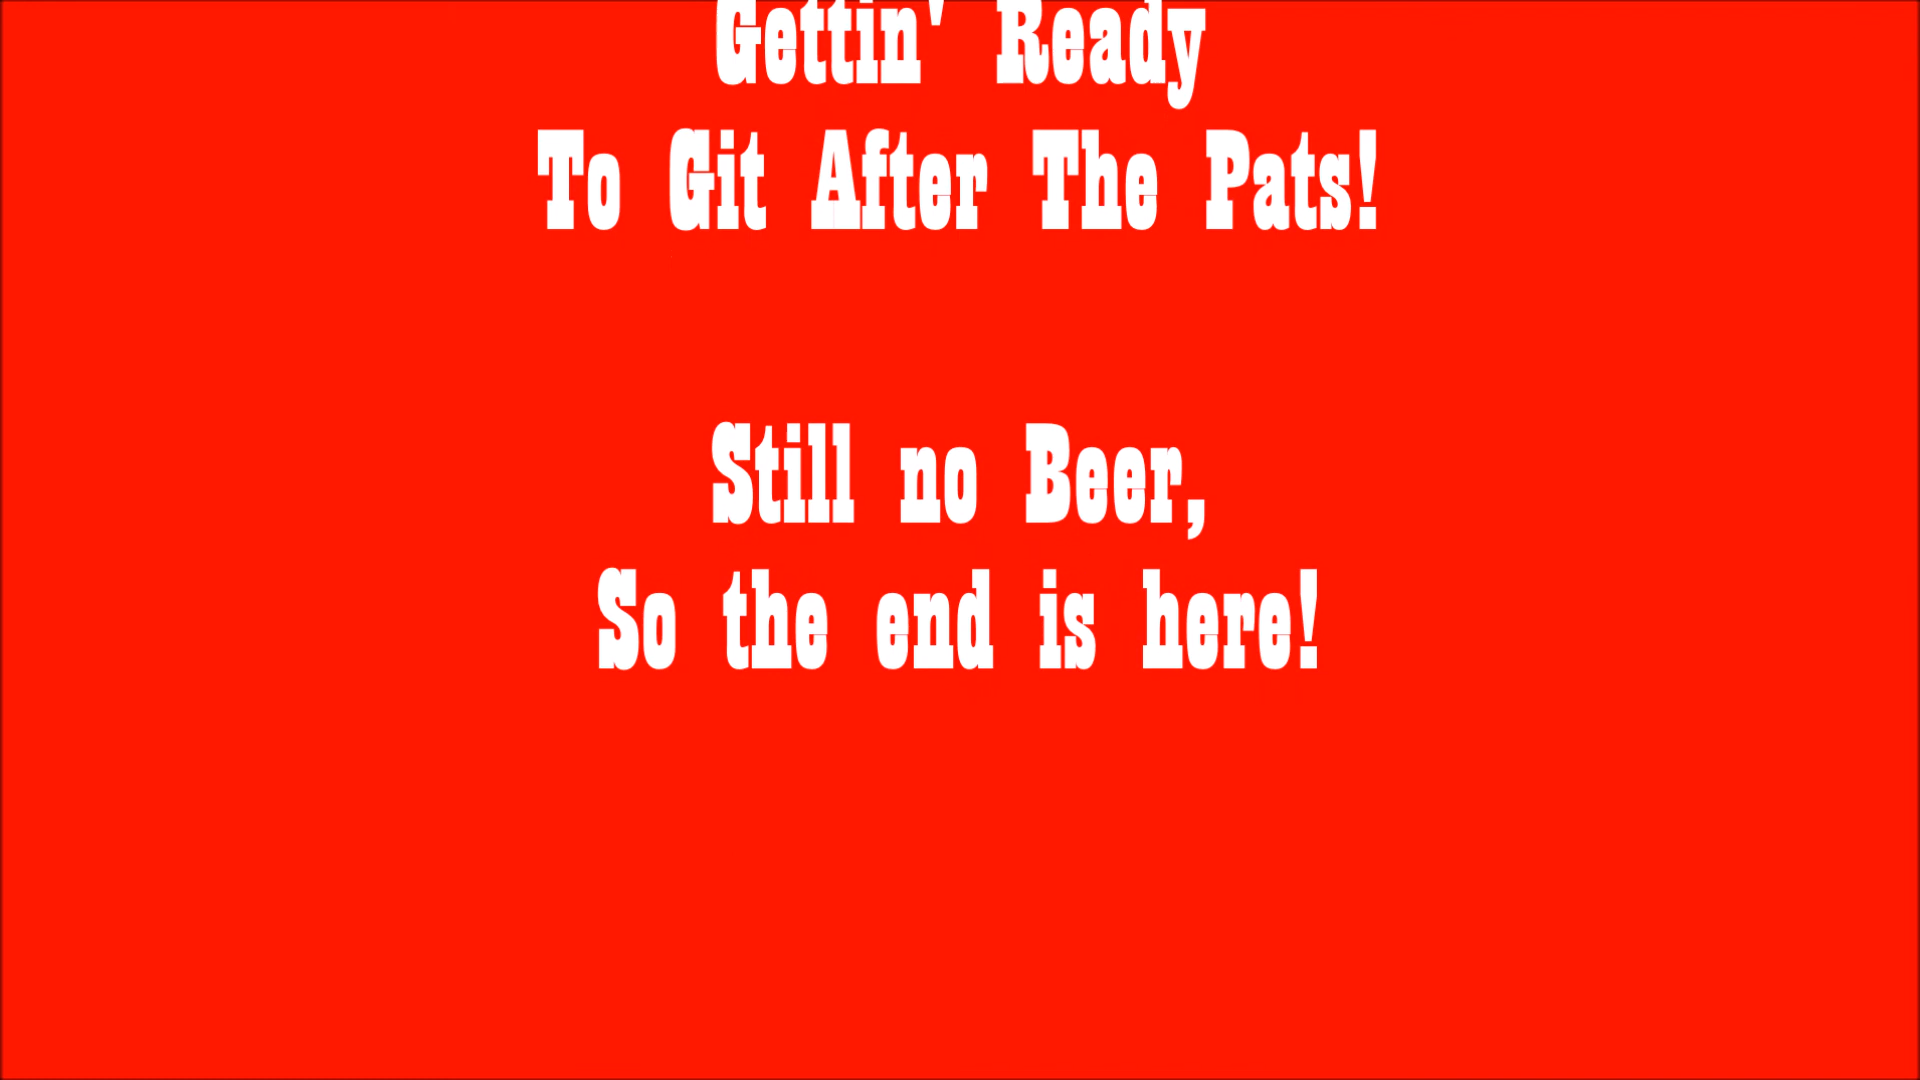 Gettin' Ready
To Git After The Pats!
Still no Beer,
So the end is here!